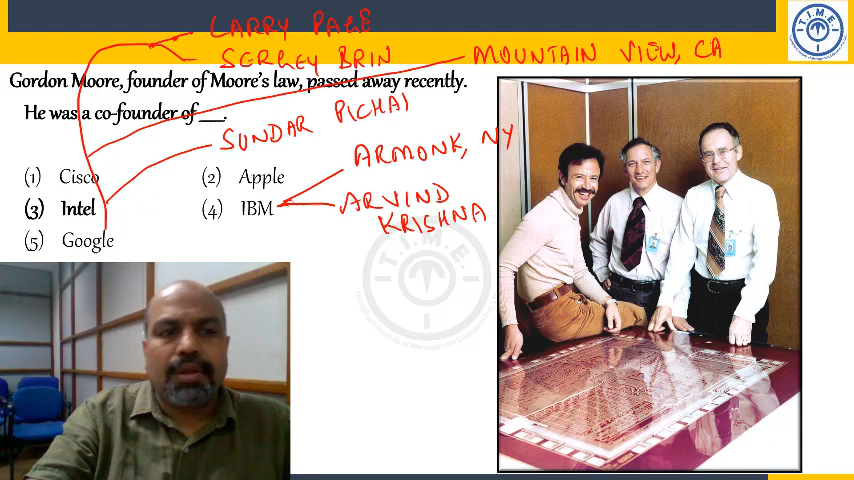 LARRY PAGE
SERGEY BRIN
MOUNTAIN VIEW, CA
Gordon Moore, founder of Moore's law, passed away recently.
He was a co-founder of ___.
SUNDAR PICHAI
ARMONK, NY
(1) Cisco (2) Apple
(3) Intel (4) IBM
ARVIND
KRISHNA
(5) Google
T.I.M.E.
T.I.M.E.